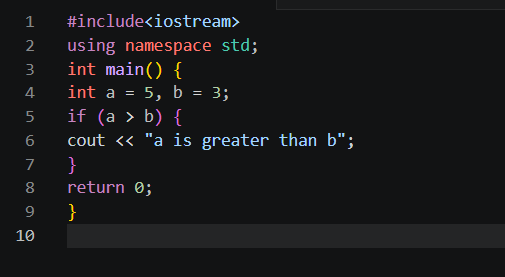 1 #include<iostream>
2 using namespace std;
3 int main() {
4 int a = 5, b = 3;
5 if (a > b) {
6 cout << "a is greater than b";
7 }
8 return 0;
9 }
10